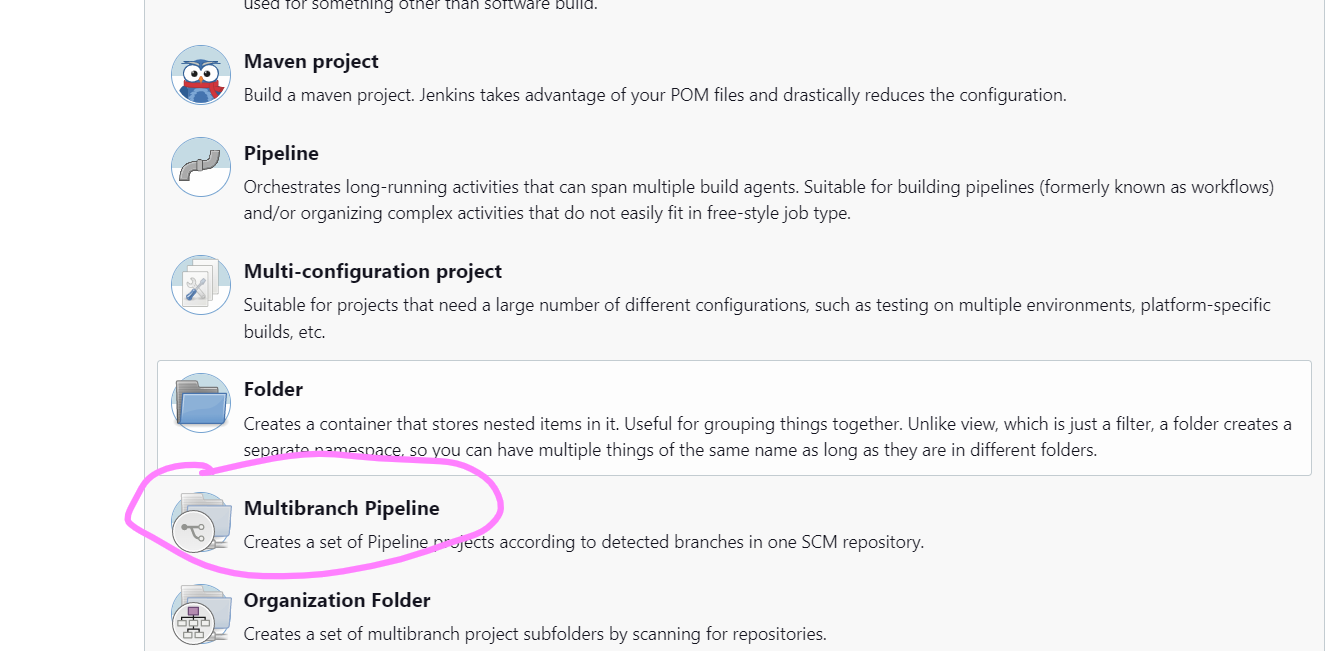 used for something other than software build.
Maven project
Build a maven project. Jenkins takes advantage of your POM files and drastically reduces the configuration.
Pipeline
Orchestrates long-running activities that can span multiple build agents. Suitable for building pipelines (formerly known as workflows)
and/or organizing complex activities that do not easily fit in free-style job type.
Multi-configuration project
Suitable for projects that need a large number of different configurations, such as testing on multiple environments, platform-specific
builds, etc.
Folder
Creates a container that stores nested items in it. Useful for grouping things together. Unlike view, which is just a filter, a folder creates a
separate namespace, so you can have multiple things of the same name as long as they are in different folders.
Multibranch Pipeline
Creates a set of Pipeline projects according to detected branches in one SCM repository.
Organization Folder
Creates a set of multibranch project subfolders by scanning for repositories.